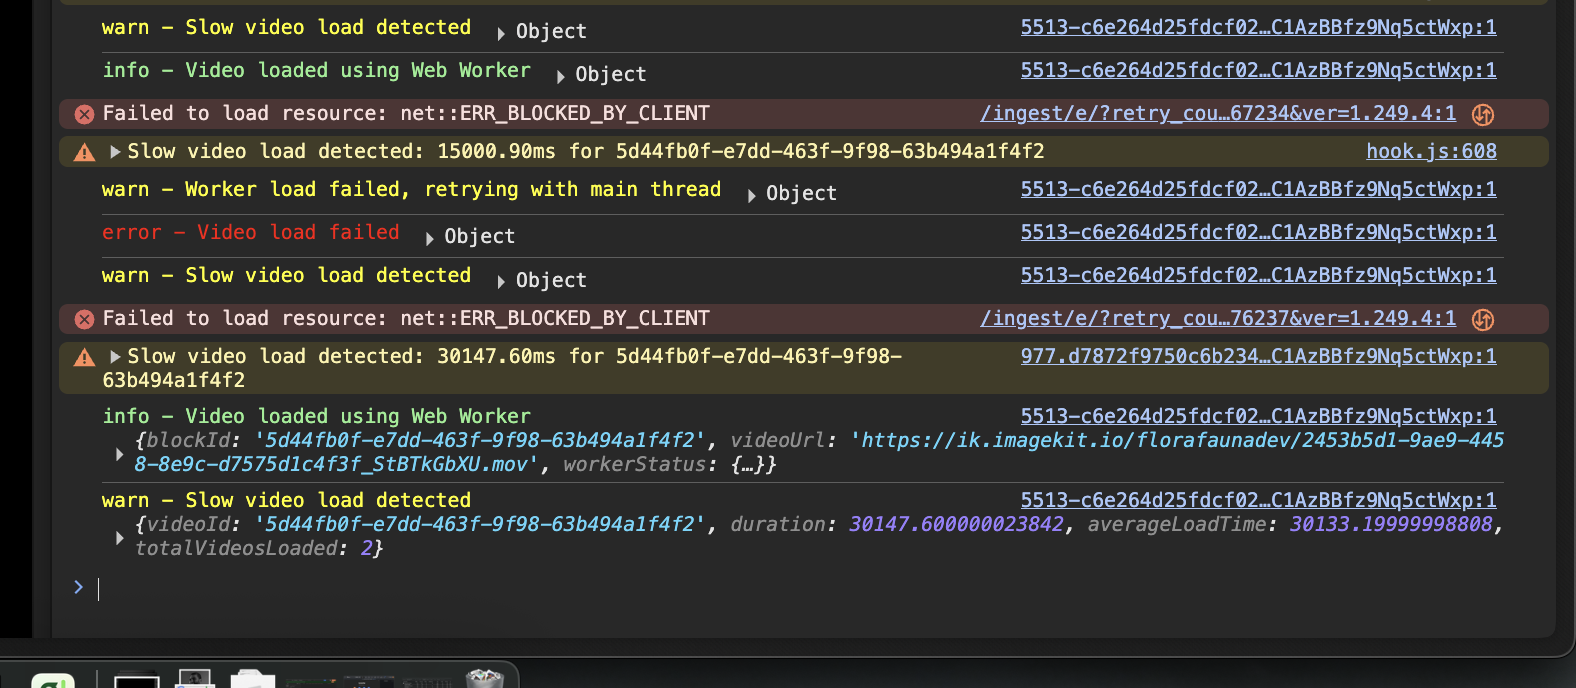 warn – Slow video load detected ▶ Object 5513-c6e264d25fdcf02…C1AzBBfz9Nq5ctWxp:1
info – Video loaded using Web Worker ▶ Object 5513-c6e264d25fdcf02…C1AzBBfz9Nq5ctWxp:1
Failed to load resource: net::ERR_BLOCKED_BY_CLIENT /ingest/e/?retry_cou…67234&ver=1.249.4:1
▶ Slow video load detected: 15000.90ms for 5d44fb0f-e7dd-463f-9f98-63b494a1f4f2 hook.js:608
warn – Worker load failed, retrying with main thread ▶ Object 5513-c6e264d25fdcf02…C1AzBBfz9Nq5ctWxp:1
error – Video load failed ▶ Object 5513-c6e264d25fdcf02…C1AzBBfz9Nq5ctWxp:1
warn – Slow video load detected ▶ Object 5513-c6e264d25fdcf02…C1AzBBfz9Nq5ctWxp:1
Failed to load resource: net::ERR_BLOCKED_BY_CLIENT /ingest/e/?retry_cou…76237&ver=1.249.4:1
▶ Slow video load detected: 30147.60ms for 5d44fb0f-e7dd-463f-9f98- 977.d7872f9750c6b234…C1AzBBfz9Nq5ctWxp:1
63b494a1f4f2
info – Video loaded using Web Worker 5513-c6e264d25fdcf02…C1AzBBfz9Nq5ctWxp:1
{blockId: '5d44fb0f-e7dd-463f-9f98-63b494a1f4f2', videoUrl: 'https://ik.imagekit.io/florafaunadev/2453b5d1-9ae9-445
▶ 8-8e9c-d7575d1c4f3f_StBTkGbXU.mov', workerStatus: {…}}
warn – Slow video load detected 5513-c6e264d25fdcf02…C1AzBBfz9Nq5ctWxp:1
{videoId: '5d44fb0f-e7dd-463f-9f98-63b494a1f4f2', duration: 30147.600000023842, averageLoadTime: 30133.19999998808,
▶ totalVideosLoaded: 2}
>